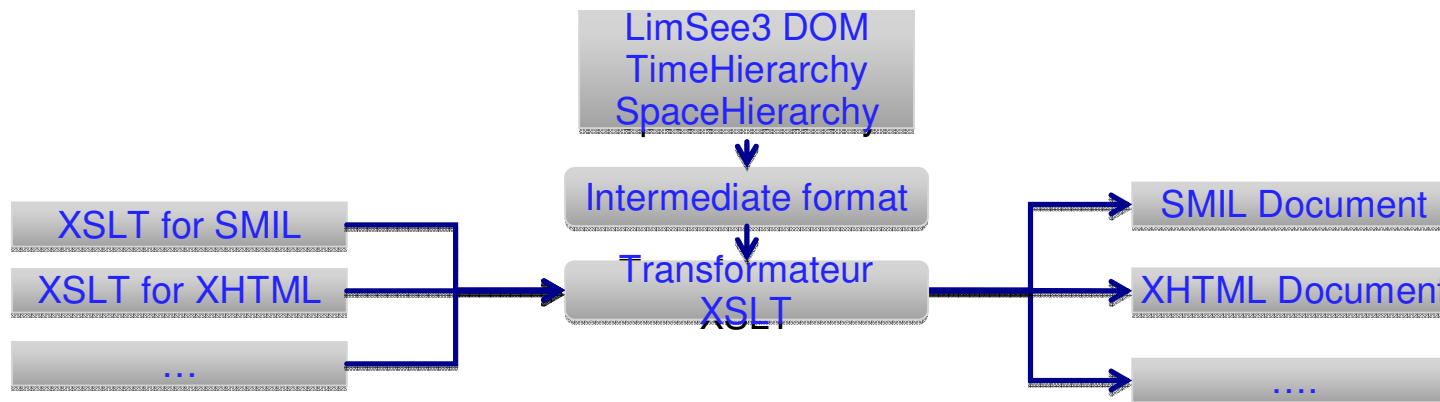 LimSee3 DOM
TimeHierarchy
SpaceHierarchy
Intermediate format
XSLT for SMIL
XSLT for XHTML
...
Transformateur
XSLT
SMIL Document
XHTML Document
....